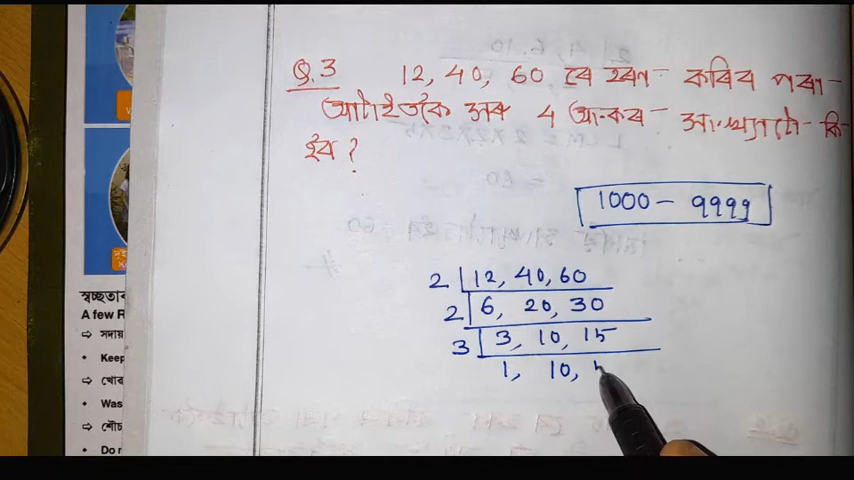 Q.3 12, 40, 60 ৰে হৰণ কৰিব পৰা
আটাইতকৈ সৰু 4 অংকৰ সংখ্যাটো কি
হ'ব ?
1000 – 9999
2 12, 40, 60
2 6, 20, 30
3 3, 10, 15
1, 10,
স্বচ্ছতাৰ
A few R
⇨ সদায়
• Keep
⇨ খোৱ
• Was
⇨ শৌচ
• Do n